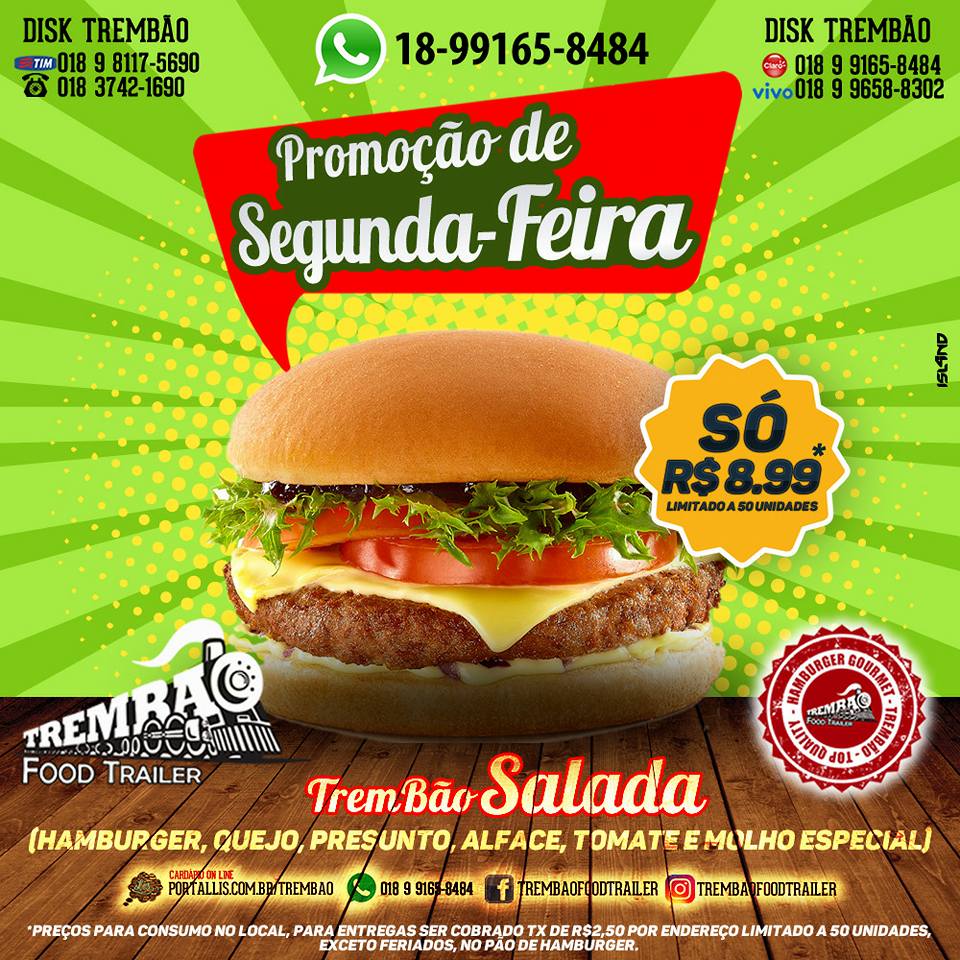 DISK TREMBÃO
TIM 018 9 8117-5690
018 3742-1690
18-99165-8484
DISK TREMBÃO
Claro 018 9 9165-8484
vivo 018 9 9658-8302
Promoção de
Segunda-Feira
ISLAND
SÓ
R$ 8.99*
LIMITADO A 50 UNIDADES
TREMBÃO
FOOD TRAILER
HAMBURGER GOURMET - TREMBÃO - TOP QUALITY -
TREMBÃO
FOOD TRAILER
TremBão Salada
(HAMBURGER, QUEJO, PRESUNTO, ALFACE, TOMATE E MOLHO ESPECIAL)
CARDÁPIO ON LINE
PORTALLIS.COM.BR/TREMBAO 018 9 9165-8484 TREMBAOFOODTRAILER TREMBAOFOODTRAILER
*PREÇOS PARA CONSUMO NO LOCAL, PARA ENTREGAS SER COBRADO TX DE R$2,50 POR ENDEREÇO LIMITADO A 50 UNIDADES,
EXCETO FERIADOS, NO PÃO DE HAMBURGER.